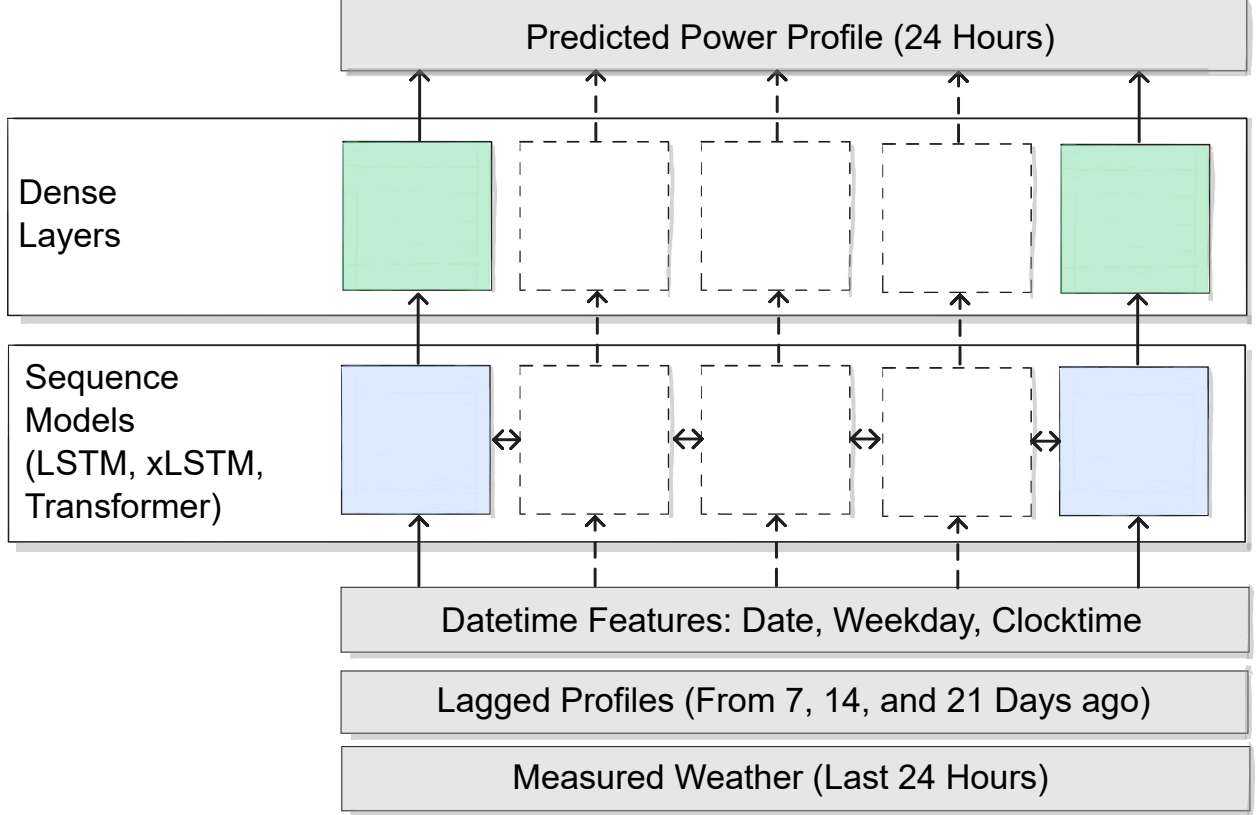 Predicted Power Profile (24 Hours)
Dense
Layers
Sequence
Models
(LSTM, xLSTM,
Transformer)
Datetime Features: Date, Weekday, Clocktime
Lagged Profiles (From 7, 14, and 21 Days ago)
Measured Weather (Last 24 Hours)